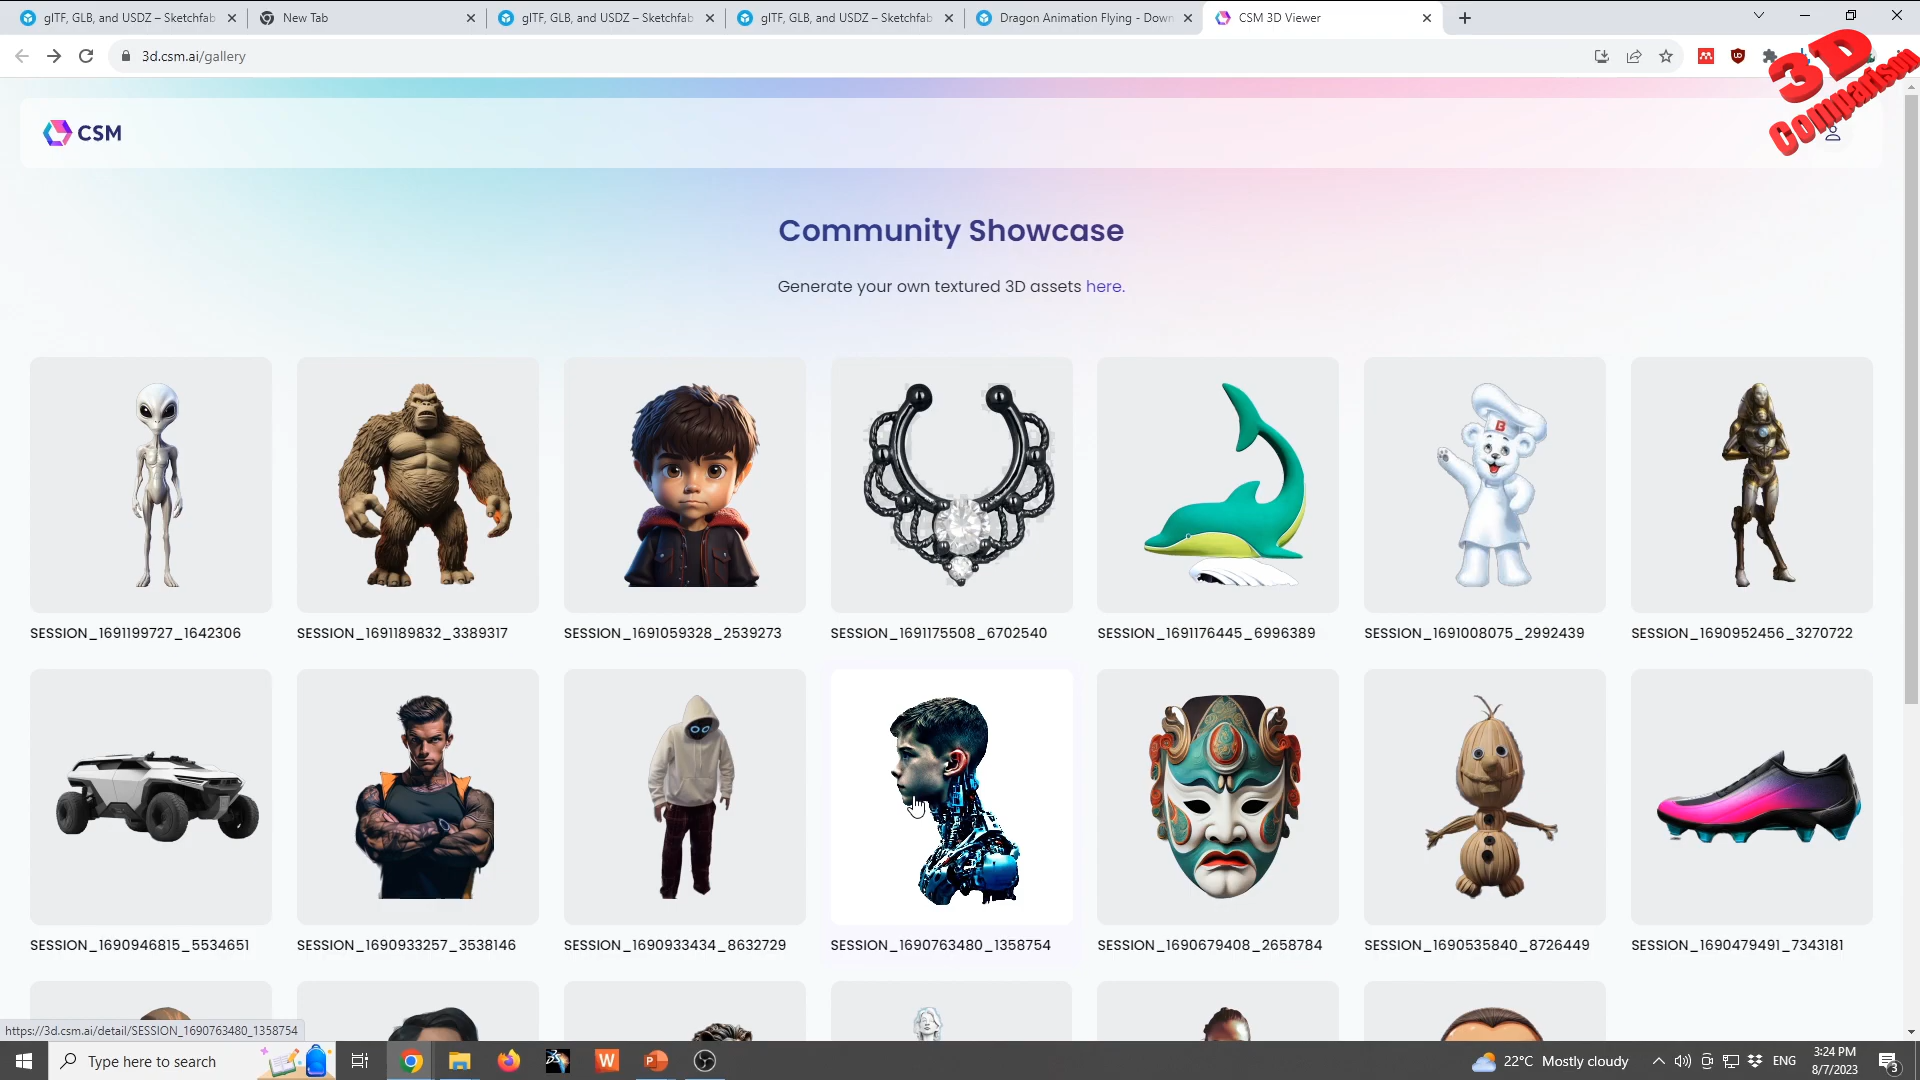 glTF, GLB, and USDZ – Sketchfab
New Tab
glTF, GLB, and USDZ – Sketchfab
glTF, GLB, and USDZ – Sketchfab
Dragon Animation Flying - Down
CSM 3D Viewer
3d.csm.ai/gallery
3D
Comparison
CSM
Community Showcase
Generate your own textured 3D assets here.
B
SESSION_1691199727_1642306
SESSION_1691189832_3389317
SESSION_1691059328_2539273
SESSION_1691175508_6702540
SESSION_1691176445_6996389
SESSION_1691008075_2992439
SESSION_1690952456_3270722
SESSION_1690946815_5534651
SESSION_1690933257_3538146
SESSION_1690933434_8632729
SESSION_1690763480_1358754
SESSION_1690679408_2658784
SESSION_1690535840_8726449
SESSION_1690479491_7343181
https://3d.csm.ai/detail/SESSION_1690763480_1358754
Type here to search
W
P
22°C Mostly cloudy
ENG
3:24 PM
8/7/2023
3